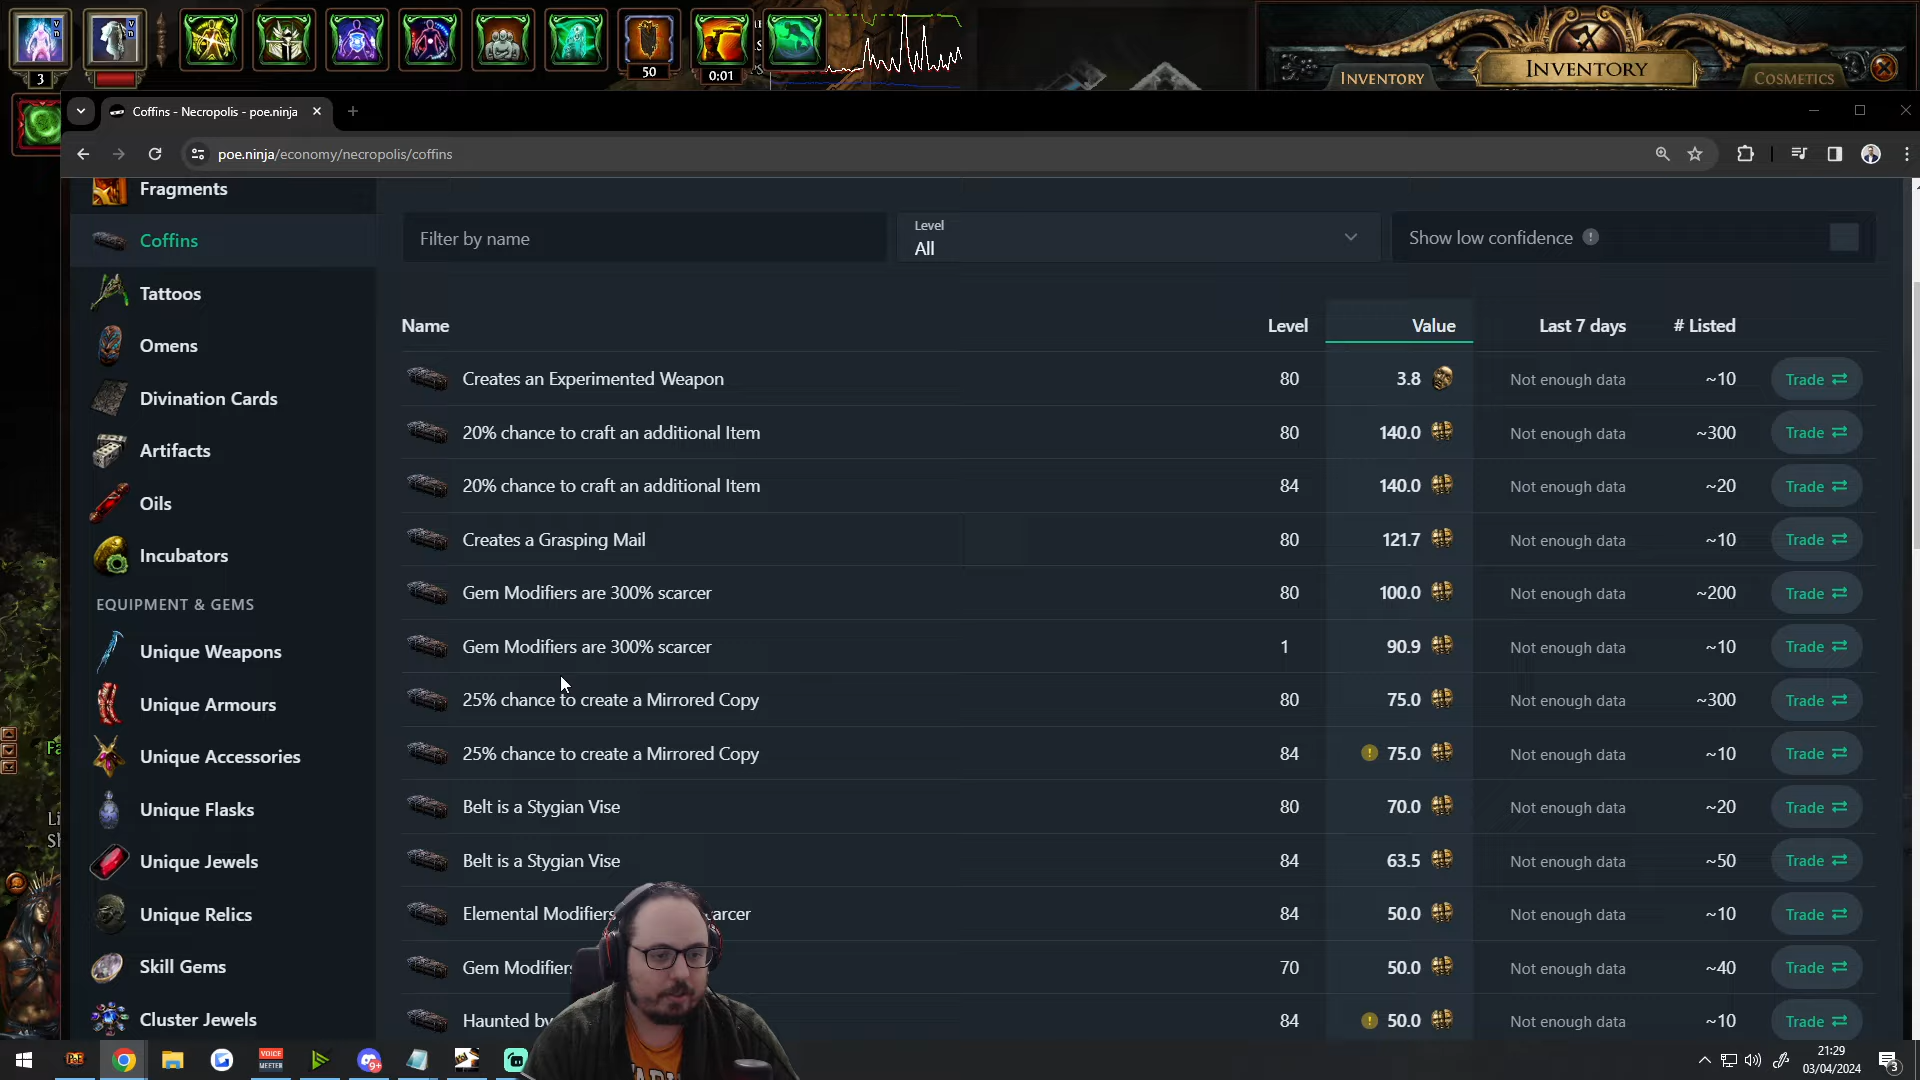 3
50
0:01
INVENTORY
INVENTORY
COSMETICS
Coffins - Necropolis - poe.ninja
poe.ninja/economy/necropolis/coffins
Fragments
Coffins
Tattoos
Omens
Divination Cards
Artifacts
Oils
Incubators
EQUIPMENT & GEMS
Unique Weapons
Unique Armours
Unique Accessories
Unique Flasks
Unique Jewels
Unique Relics
Skill Gems
Cluster Jewels
Filter by name
Level
All
Show low confidence
Name Level Value Last 7 days # Listed
Creates an Experimented Weapon 80 3.8 Not enough data ~10 Trade
20% chance to craft an additional Item 80 140.0 Not enough data ~300 Trade
20% chance to craft an additional Item 84 140.0 Not enough data ~20 Trade
Creates a Grasping Mail 80 121.7 Not enough data ~10 Trade
Gem Modifiers are 300% scarcer 80 100.0 Not enough data ~200 Trade
Gem Modifiers are 300% scarcer 1 90.9 Not enough data ~10 Trade
25% chance to create a Mirrored Copy 80 75.0 Not enough data ~300 Trade
25% chance to create a Mirrored Copy 84 75.0 Not enough data ~10 Trade
Belt is a Stygian Vise 80 70.0 Not enough data ~20 Trade
Belt is a Stygian Vise 84 63.5 Not enough data ~50 Trade
Elemental Modifiers arcer 84 50.0 Not enough data ~10 Trade
Gem Modifiers 70 50.0 Not enough data ~40 Trade
Haunted by 84 50.0 Not enough data ~10 Trade
VOICE
MEETER
9+
21:29
03/04/2024
3